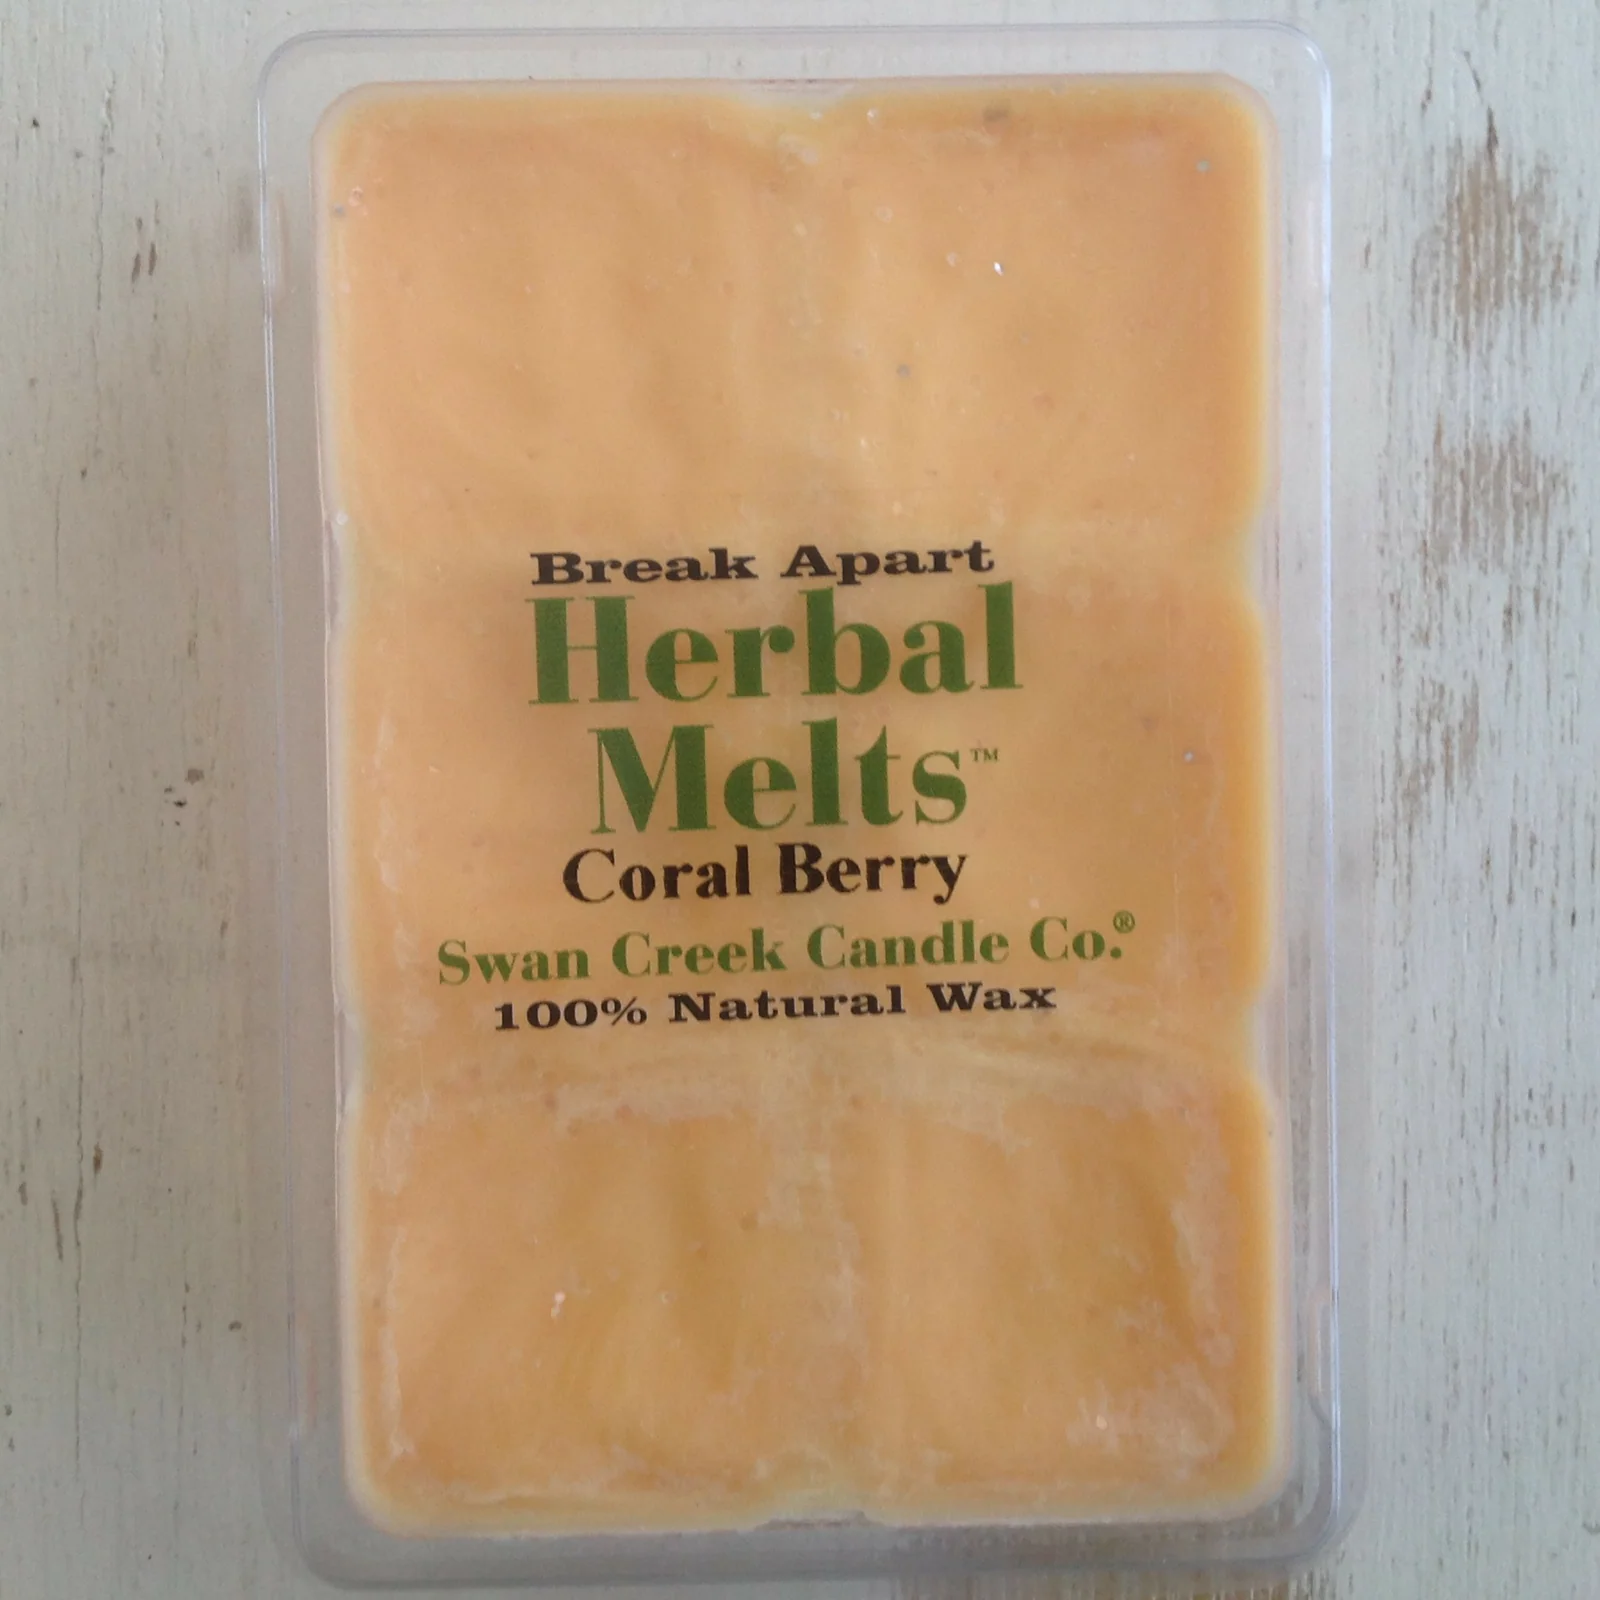 Break Apart
Herbal
Melts™
Coral Berry
Swan Creek Candle Co.®
100% Natural Wax